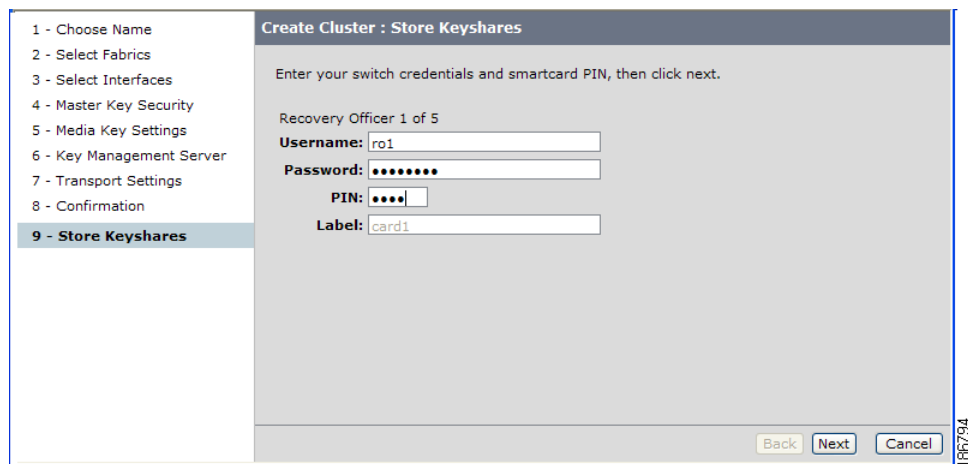 1 - Choose Name
2 - Select Fabrics
3 - Select Interfaces
4 - Master Key Security
5 - Media Key Settings
6 - Key Management Server
7 - Transport Settings
8 - Confirmation
9 - Store Keyshares
Create Cluster : Store Keyshares
Enter your switch credentials and smartcard PIN, then click next.
Recovery Officer 1 of 5
Username: ro1
Password: ••••••••
PIN: ••••
Label: card1
Back Next Cancel
186794